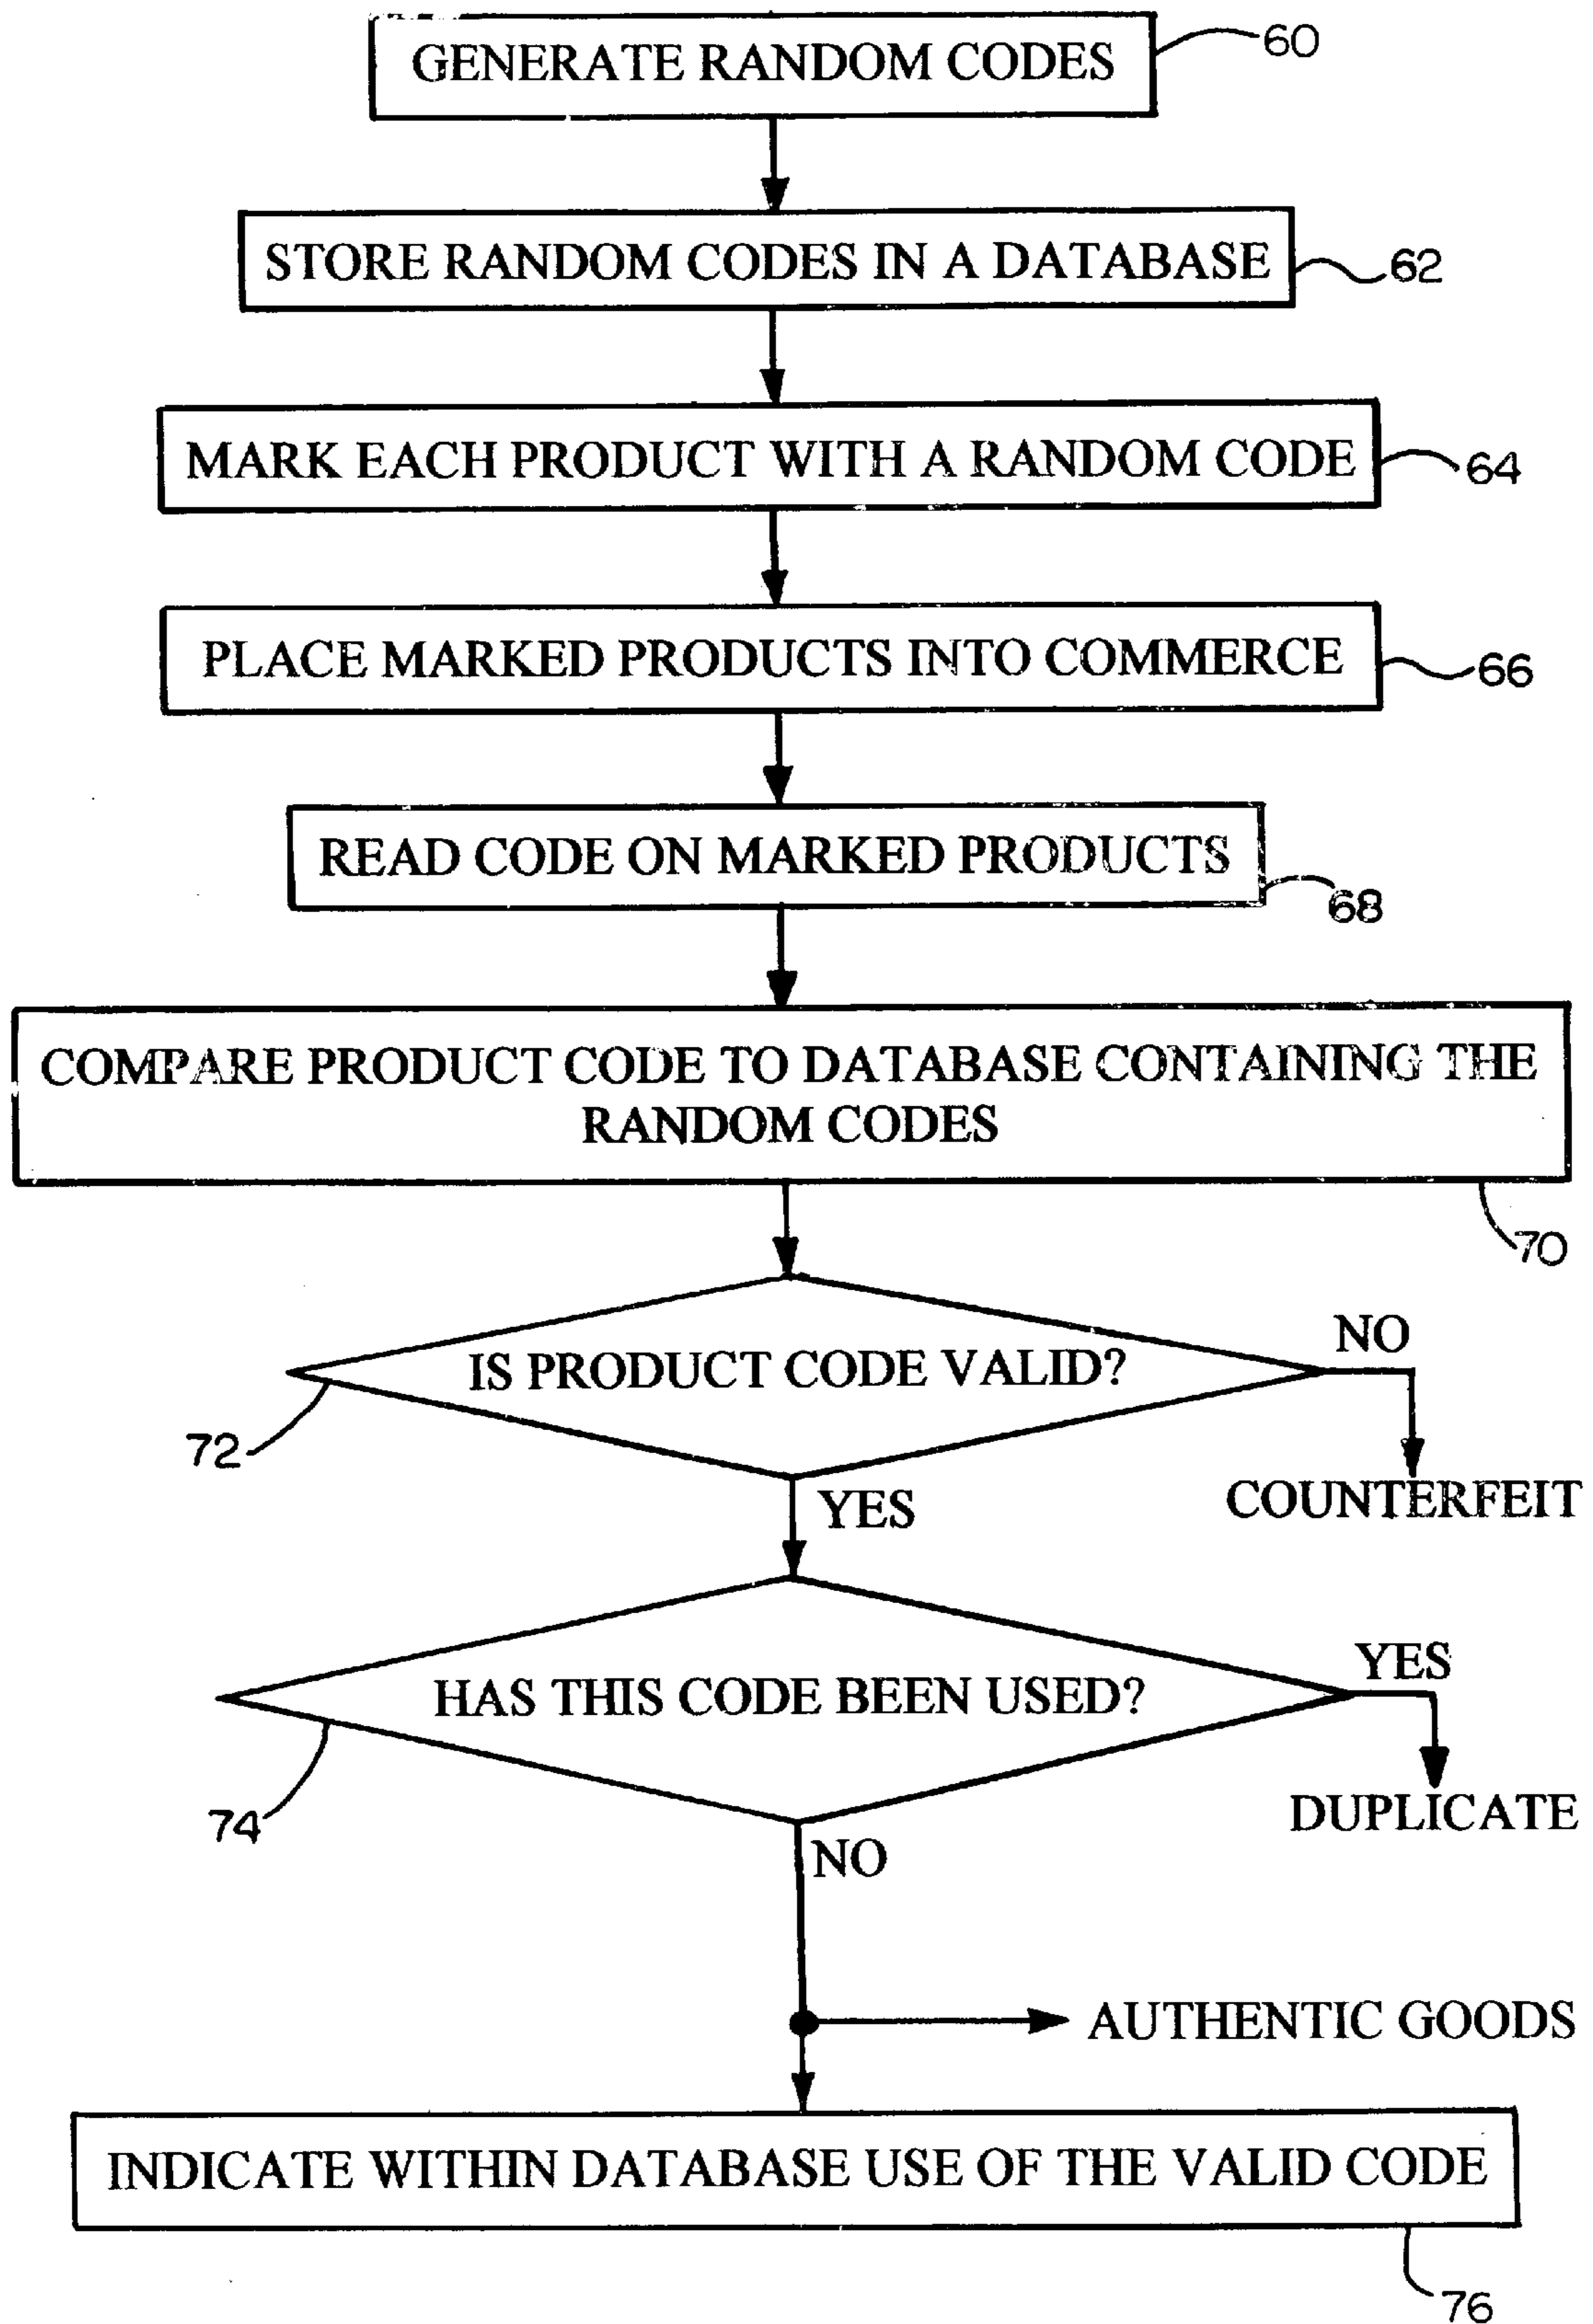 GENERATE RANDOM CODES
60
STORE RANDOM CODES IN A DATABASE
62
MARK EACH PRODUCT WITH A RANDOM CODE
64
PLACE MARKED PRODUCTS INTO COMMERCE
66
READ CODE ON MARKED PRODUCTS
68
COMPARE PRODUCT CODE TO DATABASE CONTAINING THE
RANDOM CODES
70
IS PRODUCT CODE VALID?
NO
72
COUNTERFEIT
YES
HAS THIS CODE BEEN USED?
YES
74
DUPLICATE
NO
AUTHENTIC GOODS
INDICATE WITHIN DATABASE USE OF THE VALID CODE
76